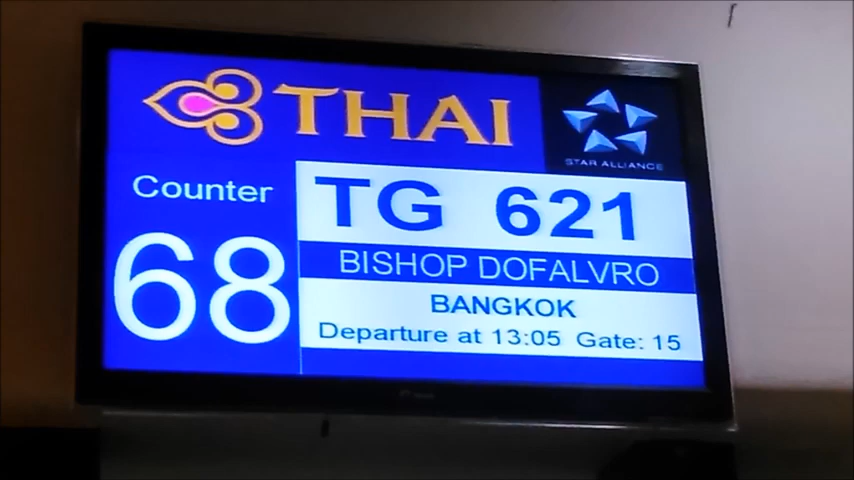 THAI
STAR ALLIANCE
Counter
68
TG 621
BISHOP DOFALVRO
BANGKOK
Departure at 13:05 Gate: 15